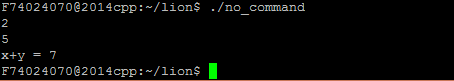 F74024070@2014cpp:~/lion$ ./no_command
2
5
x+y = 7
F74024070@2014cpp:~/lion$